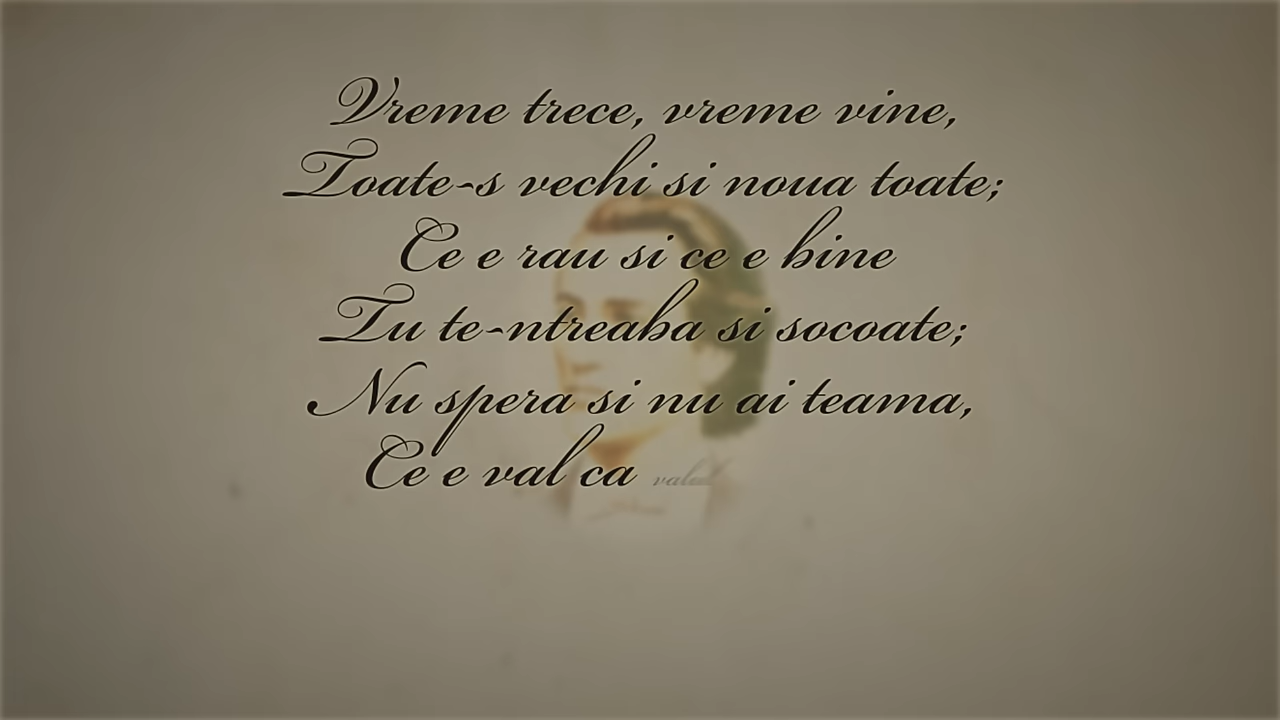 Vreme trece, vreme vine,
Toate-s vechi si noua toate;
Ce e rau si ce e bine
Tu te-ntreaba si socoate;
Nu spera si nu ai teama,
Ce e val ca valul